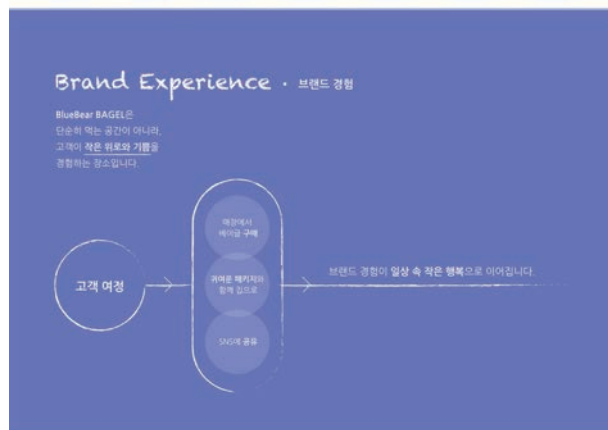 Brand Experience · 브랜드 경험
BlueBear BAGEL은
단순히 먹는 공간이 아니라,
고객이 작은 위로와 기쁨을
경험하는 장소입니다.
고객 여정
매장에서
베이글 구매
귀여운 패키지와
함께 집으로
SNS에 공유
브랜드 경험이 일상 속 작은 행복으로 이어집니다.